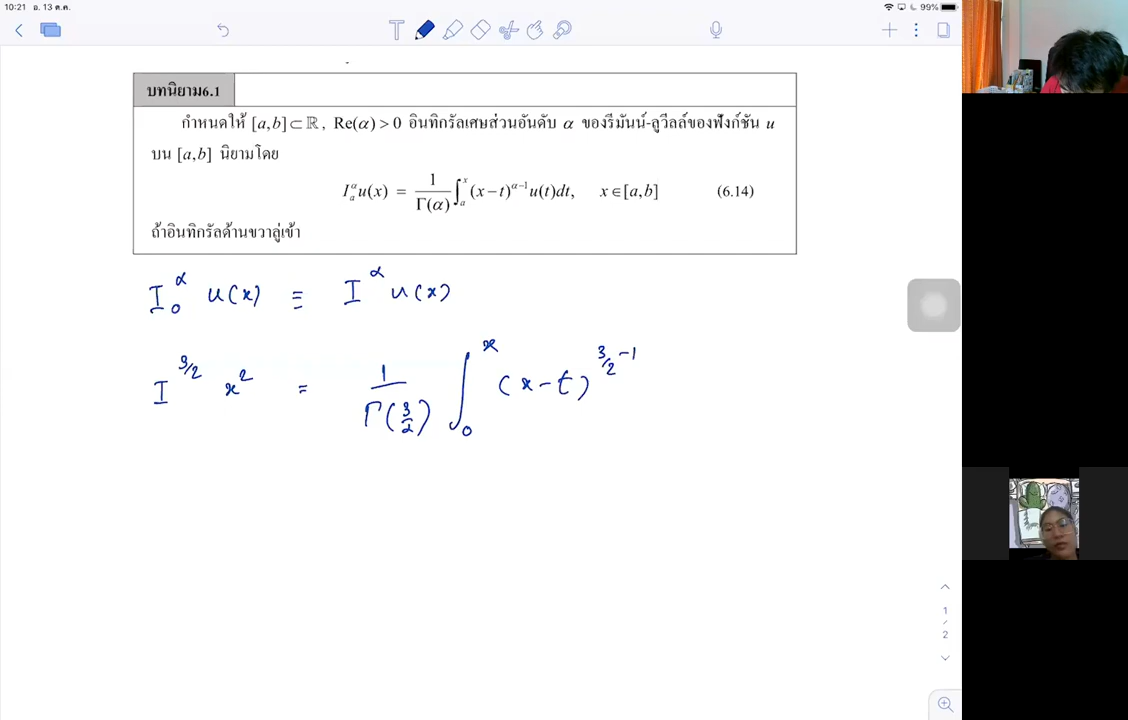 10:21 อ. 13 ต.ค.
99%
บทนิยาม6.1
กำหนดให้ [a,b]⊂ℝ, Re(α)>0 อินทิกรัลเศษส่วนอันดับ α ของรีมันน์-ลูวีลล์ของฟังก์ชัน u
บน [a,b] นิยามโดย
I_a^α u(x) = 1/Γ(α) ∫_a^x (x−t)^{α−1} u(t)dt, x∈[a,b] (6.14)
ถ้าอินทิกรัลด้านขวาลู่เข้า
I_0^α u(x) ≡ I^α u(x)
I^{3/2} x^2 = 1/Γ(3/2) ∫_0^x (x−t)^{3/2−1}
1
/
2